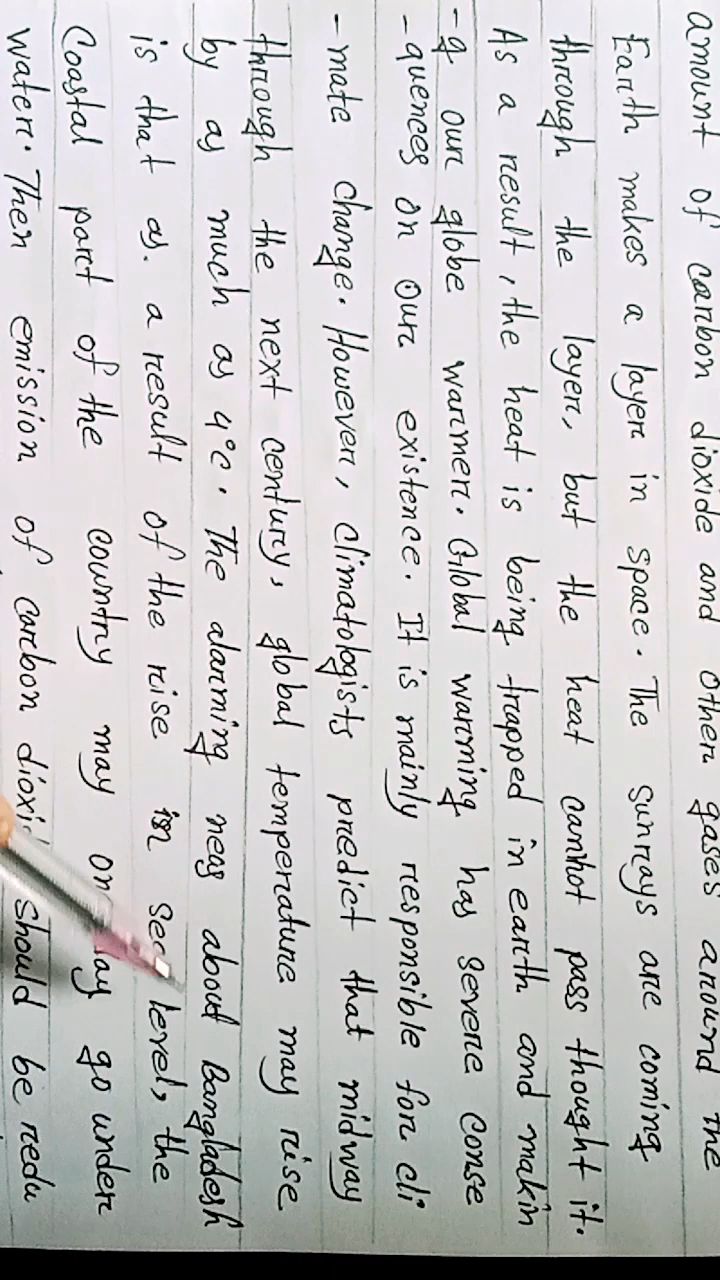 amount of carbon dioxide and other gases around the
Earth makes a layer in space. The sunrays are coming
through the layer, but the heat cannot pass thought it.
As a result, the heat is being trapped in earth and makin
-g our globe warmer. Global warming has severe conse
-quences on our existence. It is mainly responsible for cli
-mate change. However, climatologists predict that midway
through the next century, global temperature may rise
by as much as 4°c. The alarming neas about Bangladesh
is that as. a result of the rise in level, the
Coastal part of the country may go under
water. Then emission of carbon should be redu